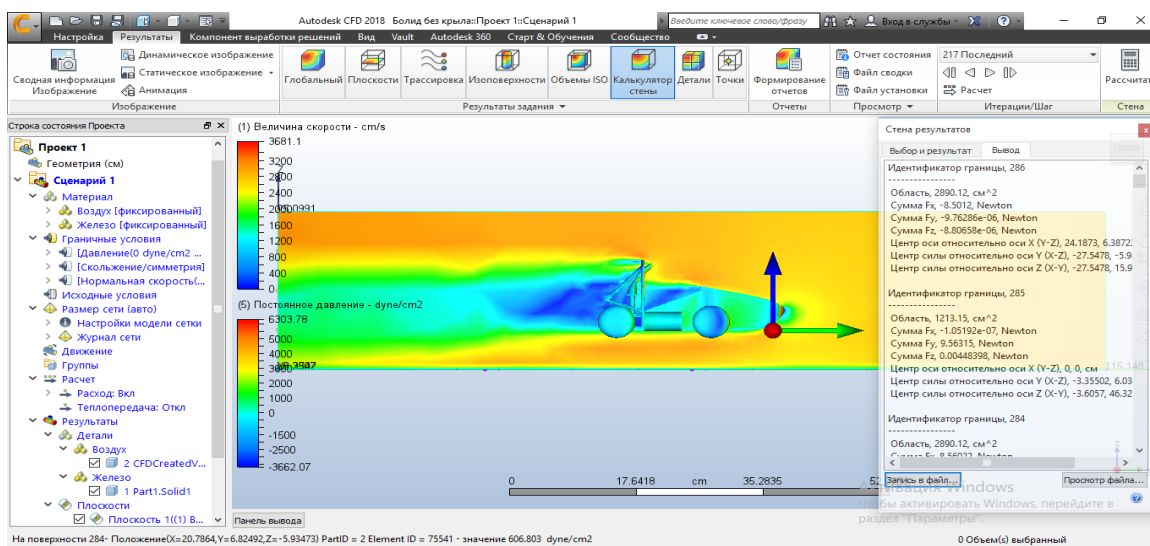 Autodesk CFD 2018 Болид без крыла::Проект 1::Сценарий 1
Введите ключевое слово/фразу
Вход в службы
Настройка Результаты Компонент выработки решений Вид Vault Autodesk 360 Старт & Обучения Сообщество
Сводная информация
Изображение
Динамическое изображение
Статическое изображение
Анимация
Изображение
Глобальный Плоскости Трассировка Изоповерхности Объемы ISO Калькулятор стены Детали Точки
Результаты задания
Формирование отчетов
Отчеты
Отчет состояния
Файл сводки
Файл установки
Просмотр
217 Последний
Расчет
Итерации/Шаг
Рассчитат
Стена
Строка состояния Проекта
Проект 1
Геометрия (см)
Сценарий 1
Материал
Воздух [фиксированный]
Железо [фиксированный]
Граничные условия
[Давление(0 dyne/cm2 ...
[Скольжение/симметрия]
[Нормальная скорость(...
Исходные условия
Размер сети (авто)
Настройки модели сетки
Журнал сети
Движение
Группы
Расчет
Расход: Вкл
Теплопередача: Откл
Результаты
Детали
Воздух
2 CFDCreatedV...
Железо
1 Part1.Solid1
Плоскости
Плоскость 1((1) В...
(1) Величина скорости - cm/s
3681.1
3200
2800
2400
1600
1200
800
400
0
(5) Постоянное давление - dyne/cm2
6303.78
5000
4000
2000
1000
0
-1500
-2500
-3662.07
0 17.6418 cm 35.2835 52
115.148
Панель вывода
Стена результатов
Выбор и результат Вывод
Сервис
Идентификатор границы, 286
----------------
Область, 2890.12, см^2
Сумма Fx, -8.5012, Newton
Сумма Fy, -9.76286e-06, Newton
Сумма Fz, -8.80658e-06, Newton
Центр оси относительно оси X (Y-Z), 24.1873, 6.3872
Центр силы относительно оси Y (X-Z), -27.5478, -5.9
Центр силы относительно оси Z (X-Y), -27.5478, 15.9
Идентификатор границы, 285
----------------
Область, 1213.15, см^2
Сумма Fx, -1.05192e-07, Newton
Сумма Fy, 9.56315, Newton
Сумма Fz, 0.00448398, Newton
Центр оси относительно оси X (Y-Z), 0, 0, см
Центр силы относительно оси Y (X-Z), -3.35502, 6.03
Центр силы относительно оси Z (X-Y), -3.6057, 46.32
Идентификатор границы, 284
----------------
Область, 2890.12, см^2
Сумма Fx, 8.56022, Newton
Запись в файл... Просмотр файла...
Активация Windows
Чтобы активировать Windows, перейдите в
раздел "Параметры".
На поверхности 284- Положение(X=20.7864,Y=6.82492,Z=-5.93473) PartID = 2 Element ID = 75541 - значение 606.803 dyne/cm2
0 Объем(s) выбранный